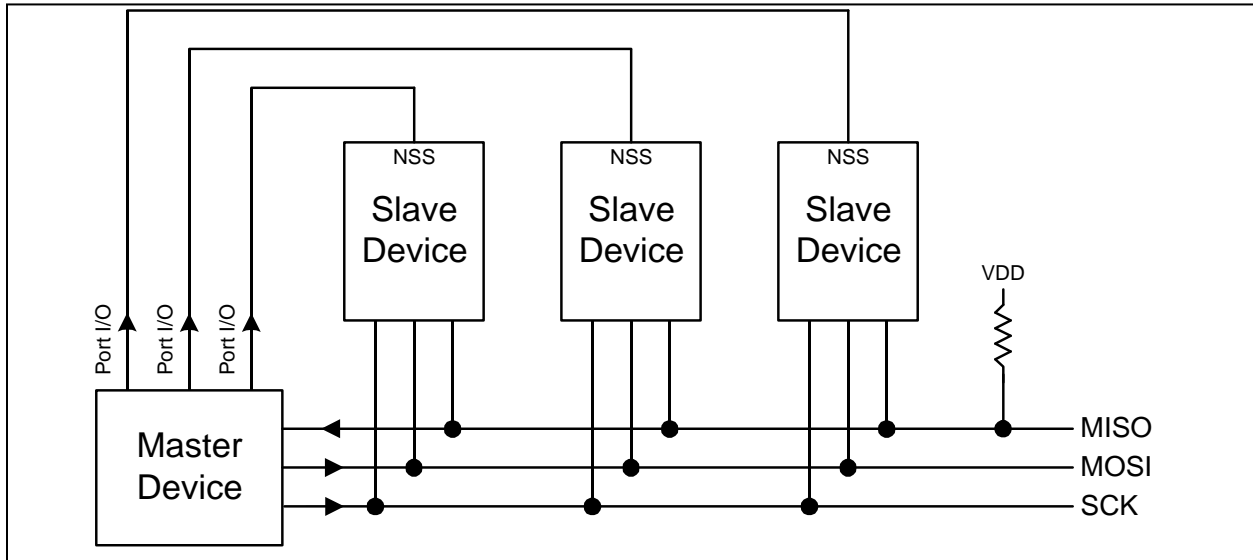 NSS
Slave
Device
NSS
Slave
Device
NSS
Slave
Device
VDD
Port I/O
Port I/O
Port I/O
Master
Device
MISO
MOSI
SCK